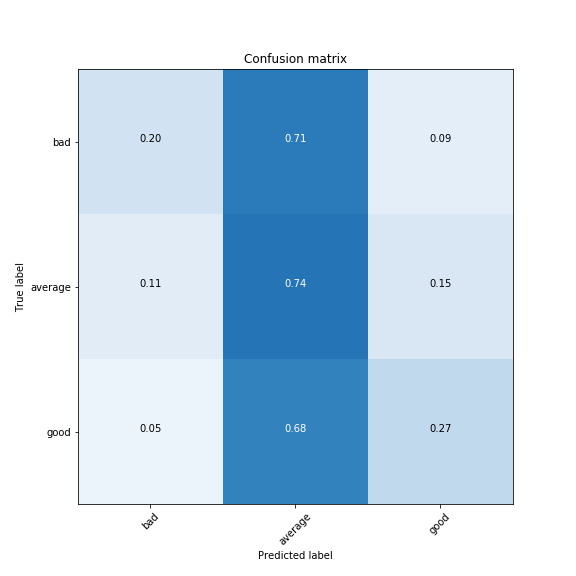 Confusion matrix
True label
bad
0.20 0.71 0.09
average
0.11 0.74 0.15
good
0.05 0.68 0.27
bad
average
good
Predicted label